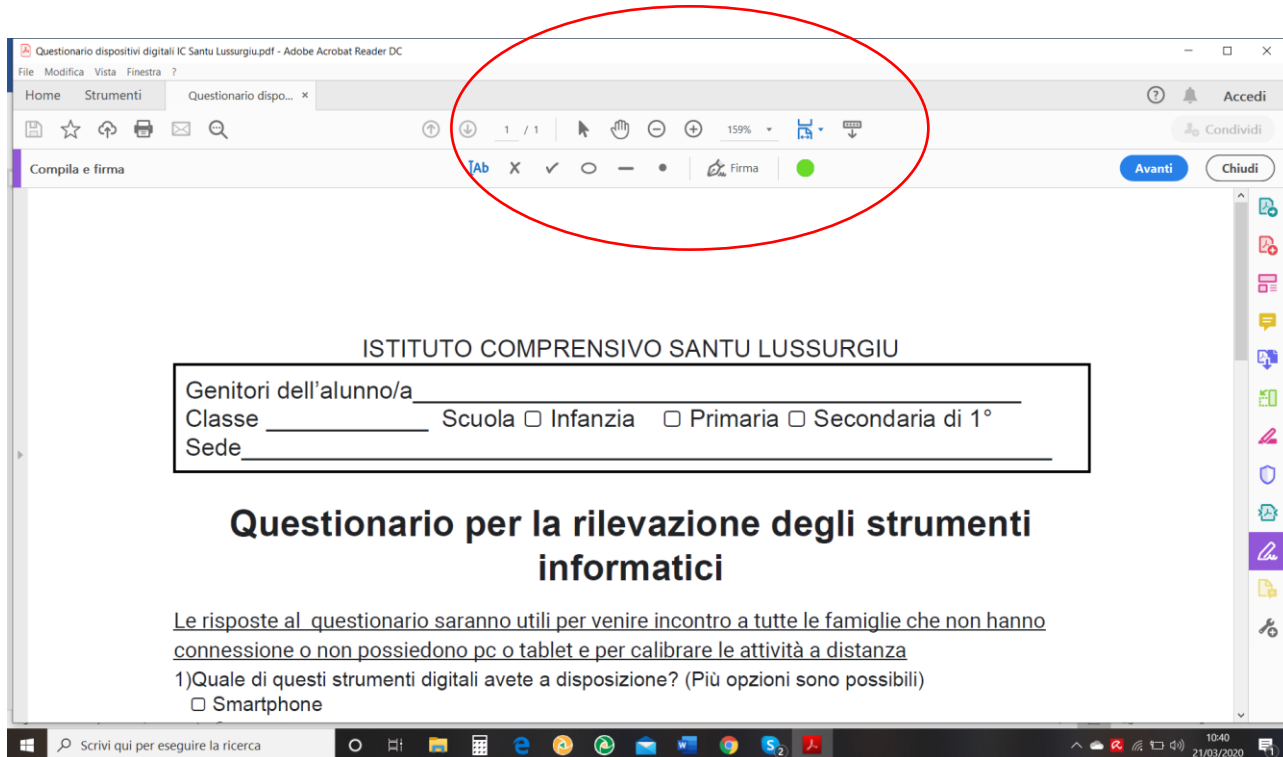 Questionario dispositivi digitali IC Santu Lussurgiu.pdf - Adobe Acrobat Reader DC
File Modifica Vista Finestra ?
Home Strumenti Questionario dispo... × ? Accedi
1 / 1 159% Condividi
Compila e firma Ab Firma Avanti Chiudi
ISTITUTO COMPRENSIVO SANTU LUSSURGIU
Genitori dell'alunno/a
Classe Scuola ▢ Infanzia ▢ Primaria ▢ Secondaria di 1°
Sede
Questionario per la rilevazione degli strumenti
informatici
Le risposte al questionario saranno utili per venire incontro a tutte le famiglie che non hanno
connessione o non possiedono pc o tablet e per calibrare le attività a distanza
1)Quale di questi strumenti digitali avete a disposizione? (Più opzioni sono possibili)
▢ Smartphone
Scrivi qui per eseguire la ricerca 2 10:40
21/03/2020 1